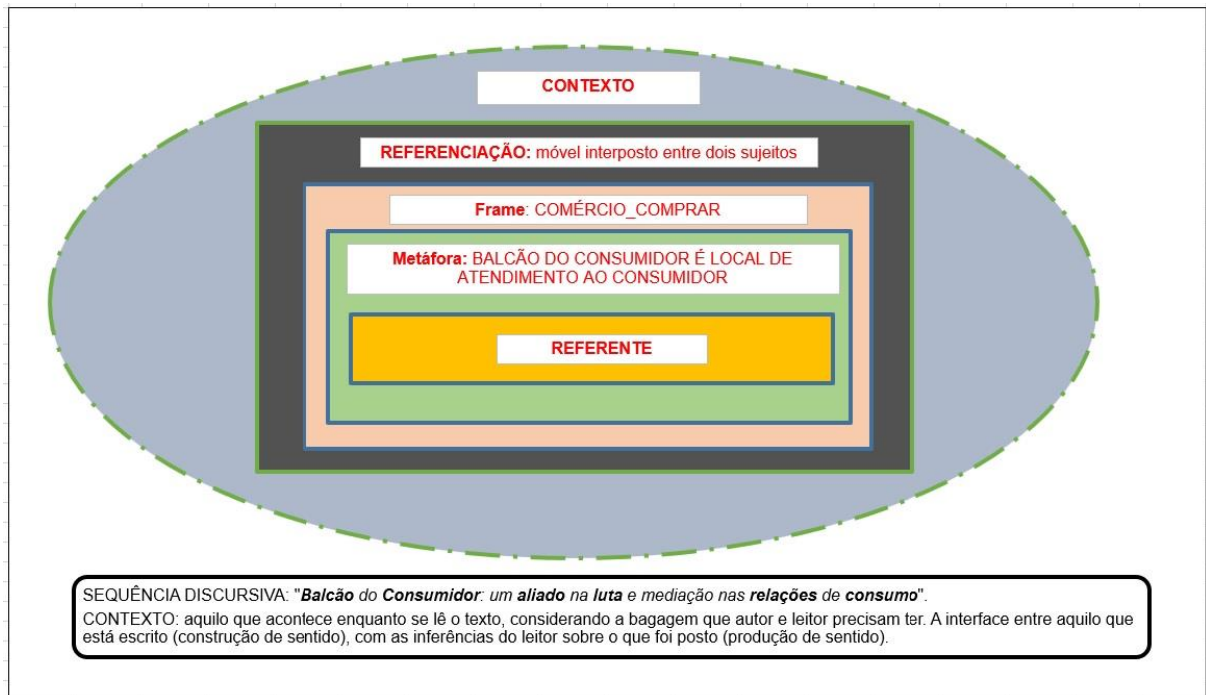 CONTEXTO
REFERENCIAÇÃO: móvel interposto entre dois sujeitos
Frame: COMÉRCIO_COMPRAR
Metáfora: BALCÃO DO CONSUMIDOR É LOCAL DE
ATENDIMENTO AO CONSUMIDOR
REFERENTE
SEQUÊNCIA DISCURSIVA: "Balcão do Consumidor: um aliado na luta e mediação nas relações de consumo".
CONTEXTO: aquilo que acontece enquanto se lê o texto, considerando a bagagem que autor e leitor precisam ter. A interface entre aquilo que
está escrito (construção de sentido), com as inferências do leitor sobre o que foi posto (produção de sentido).